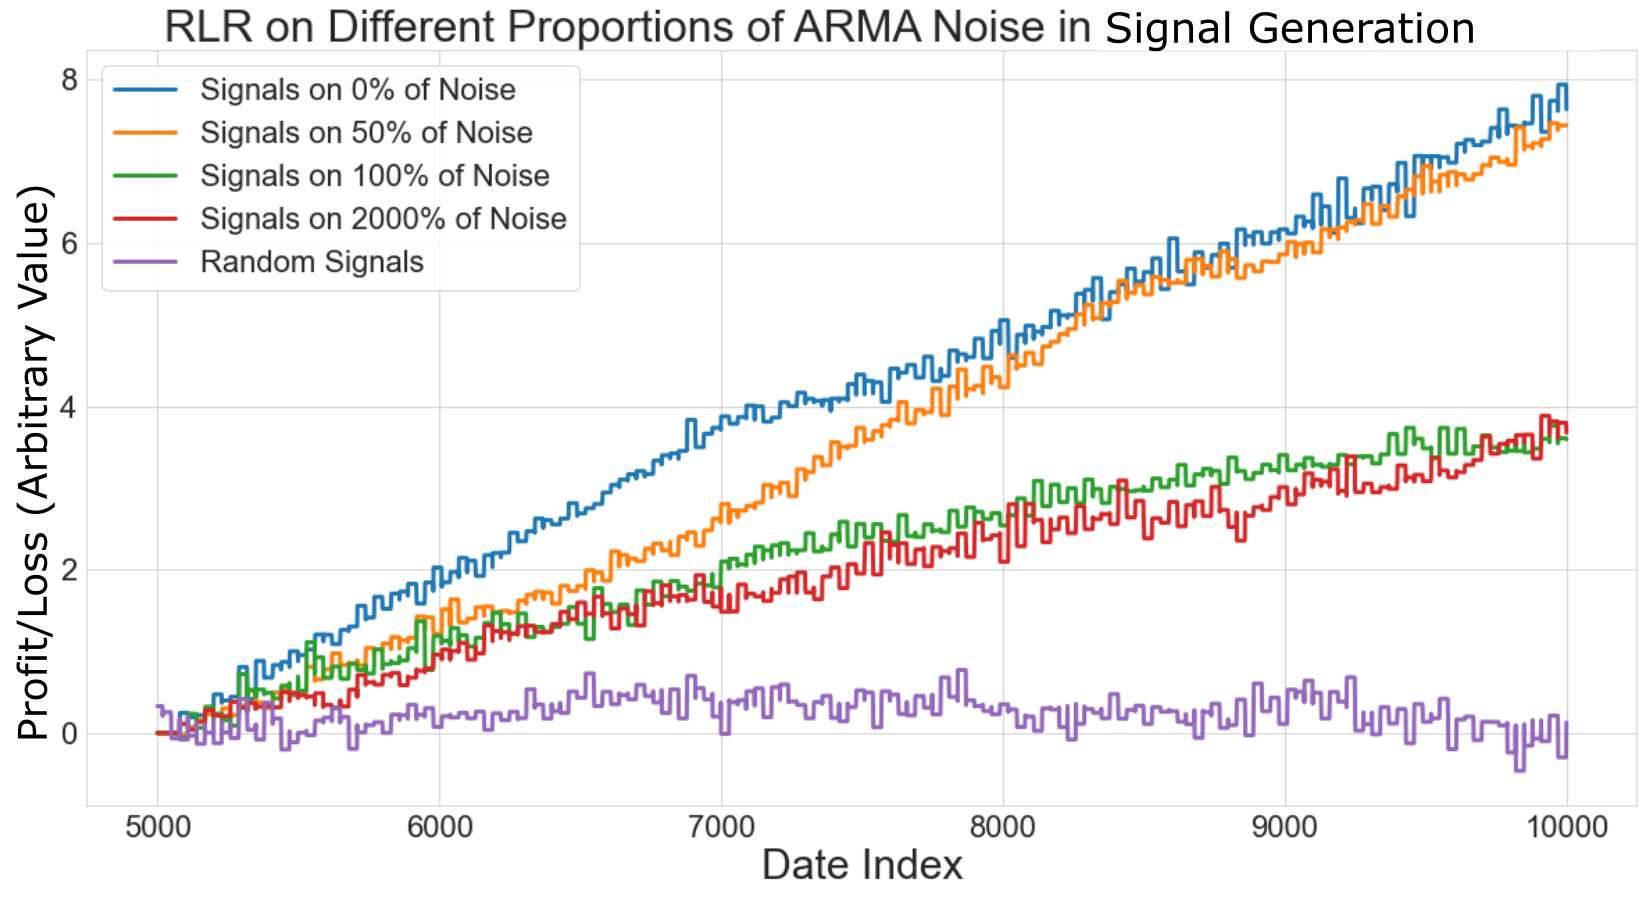 RLR on Different Proportions of ARMA Noise in Signal Generation
Profit/Loss (Arbitrary Value)
8
6
4
2
0
Signals on 0% of Noise
Signals on 50% of Noise
Signals on 100% of Noise
Signals on 2000% of Noise
Random Signals
5000 6000 7000 8000 9000 10000
Date Index